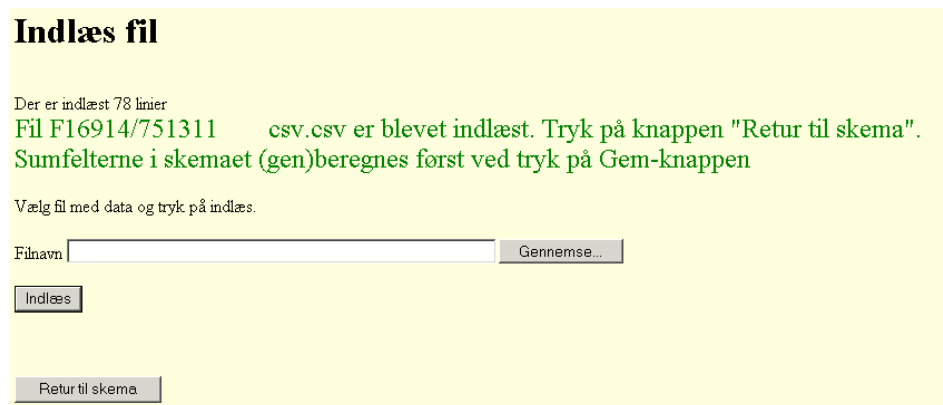 Indlæs fil
Der er indlæst 78 linier
Fil F16914/751311 csv.csv er blevet indlæst. Tryk på knappen "Retur til skema".
Sumfelterne i skemaet (gen)beregnes først ved tryk på Gem-knappen
Vælg fil med data og tryk på indlæs.
Filnavn Gennemse...
Indlæs
Retur til skema